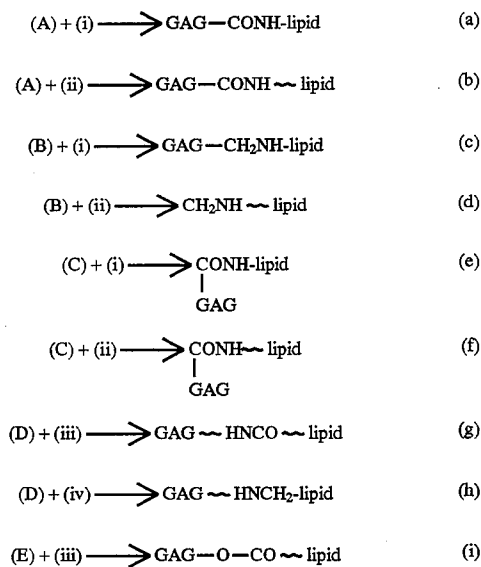 (A) + (i) ⟶ GAG—CONH-lipid (a)
(A) + (ii) ⟶ GAG—CONH ~ lipid (b)
(B) + (i) ⟶ GAG—CH₂NH-lipid (c)
(B) + (ii) ⟶ CH₂NH ~ lipid (d)
(C) + (i) ⟶ CONH-lipid (e)
GAG
(C) + (ii) ⟶ CONH ~ lipid (f)
GAG
(D) + (iii) ⟶ GAG ~ HNCO ~ lipid (g)
(D) + (iv) ⟶ GAG ~ HNCH₂-lipid (h)
(E) + (iii) ⟶ GAG—O—CO ~ lipid (i)